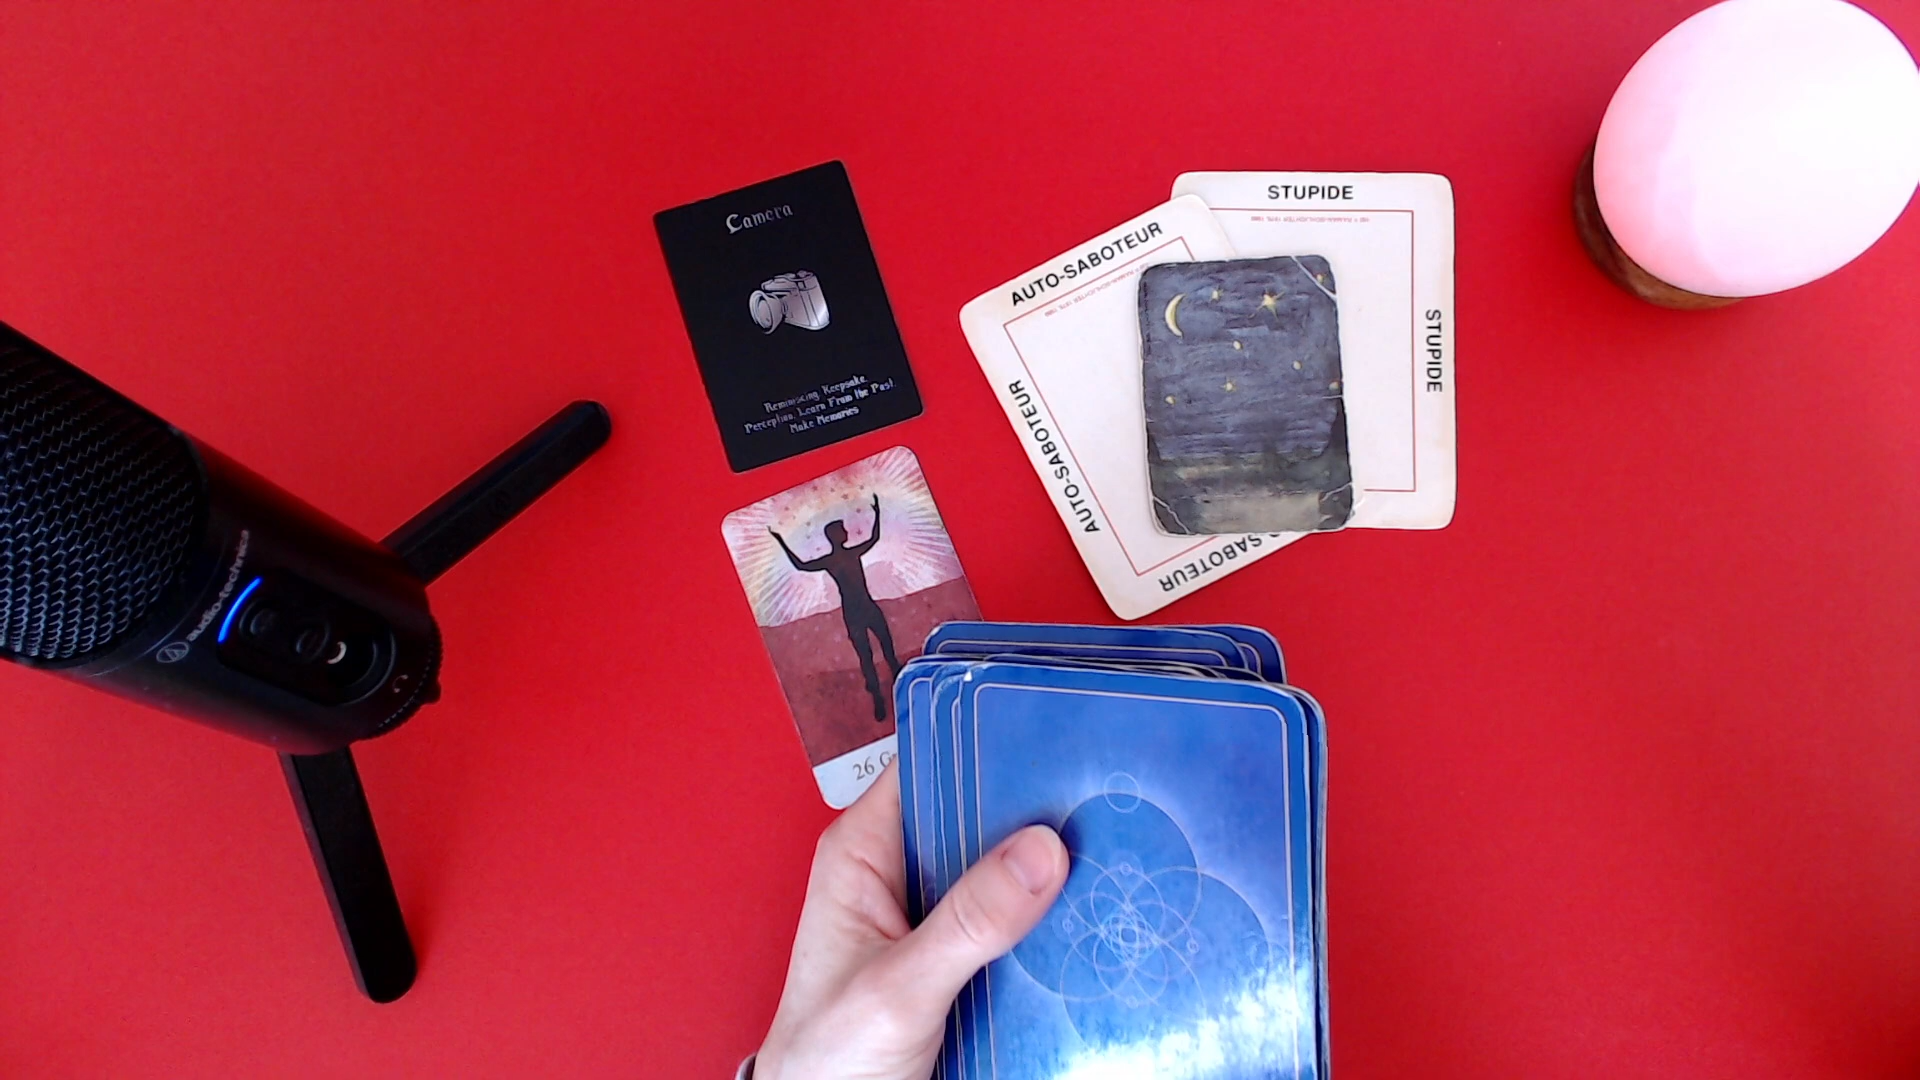 Camera
Reminiscing, Keepsake,
Perception, Learn From the Past,
Make Memories
STUPIDE
STUPIDE
AUTO-SABOTEUR
AUTO-SABOTEUR
SABOTEUR
audio-technica
26 G